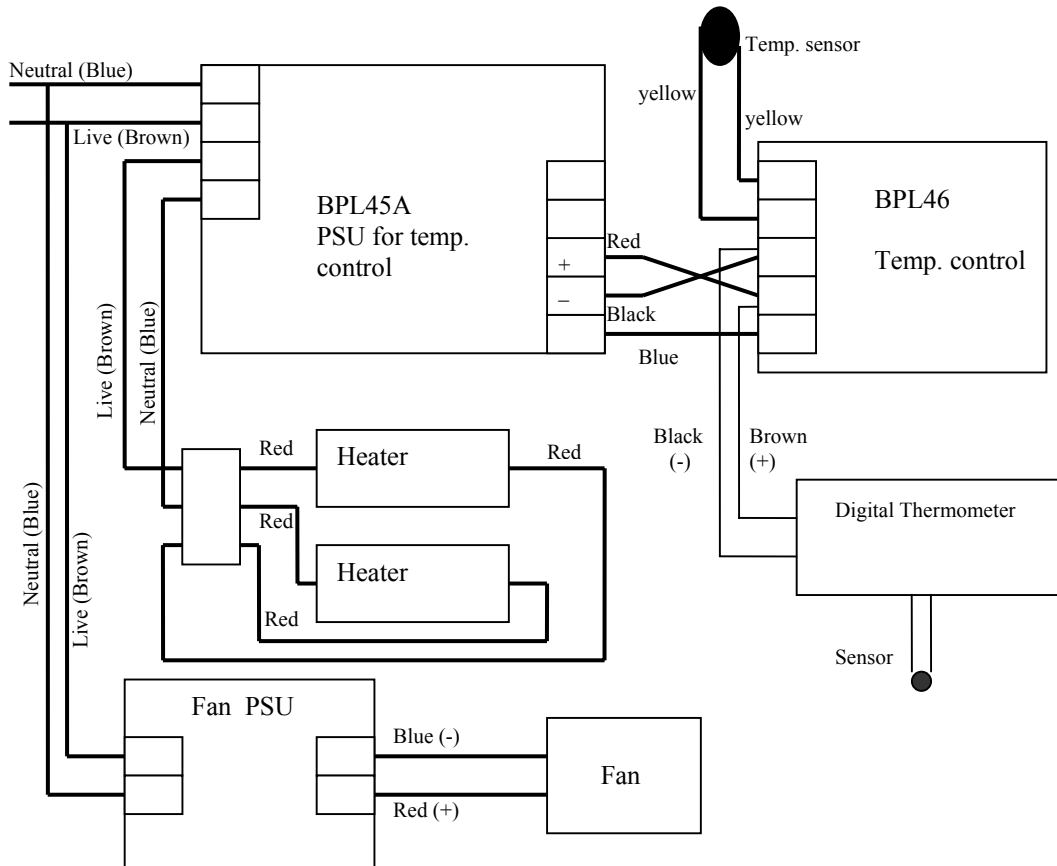 Neutral (Blue)
Live (Brown)
Temp. sensor
yellow
yellow
BPL45A
PSU for temp.
control
+
–
Red
Black
Blue
BPL46
Temp. control
Live (Brown)
Neutral (Blue)
Black
(-)
Brown
(+)
Red
Heater
Red
Red
Heater
Red
Digital Thermometer
Sensor
Neutral (Blue)
Live (Brown)
Fan PSU
Blue (-)
Red (+)
Fan